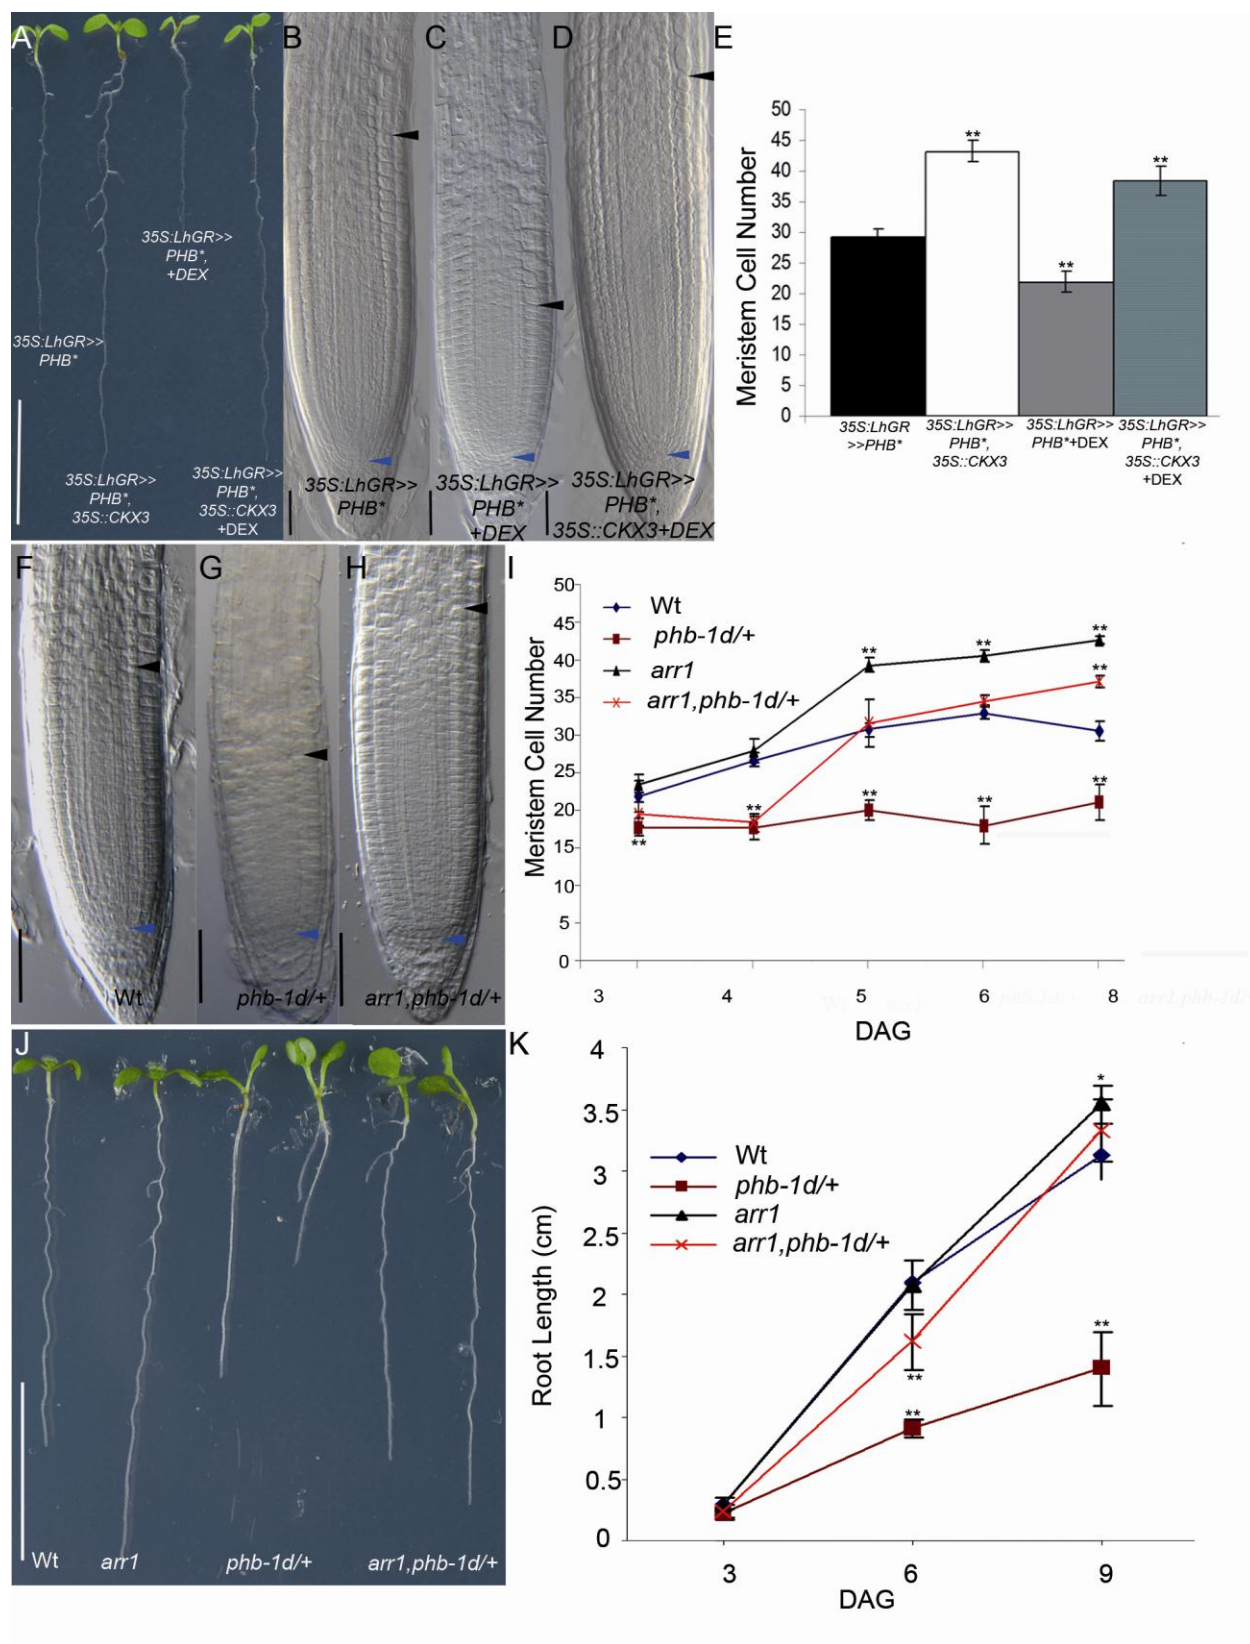 A
B
C
D
E
35S:LhGR>>
PHB*
35S:LhGR>>
PHB*,
35S::CKX3
35S:LhGR>>
PHB*,
+DEX
35S:LhGR>>
PHB*,
35S::CKX3
+DEX
35S:LhGR>>
PHB*
35S:LhGR>>
PHB*
+DEX
35S:LhGR>>
PHB*,
35S::CKX3+DEX
Meristem Cell Number
50
45
40
35
30
25
20
15
10
5
0
**
**
**
35S:LhGR
>>PHB*
35S:LhGR>>
PHB*,
35S::CKX3
35S:LhGR>>
PHB*+DEX
35S:LhGR>>
PHB*,
35S::CKX3
+DEX
F
G
H
I
Wt
phb-1d/+
arr1,phb-1d/+
Meristem Cell Number
50
45
40
35
30
25
20
15
10
5
0
Wt
phb-1d/+
arr1
arr1,phb-1d/+
**
**
**
**
**
**
**
**
**
3
4
5
6
8
DAG
J
K
Wt
arr1
phb-1d/+
arr1,phb-1d/+
Root Length (cm)
4
3.5
3
2.5
2
1.5
1
0.5
0
Wt
phb-1d/+
arr1
arr1,phb-1d/+
*
**
**
**
3
6
9
DAG